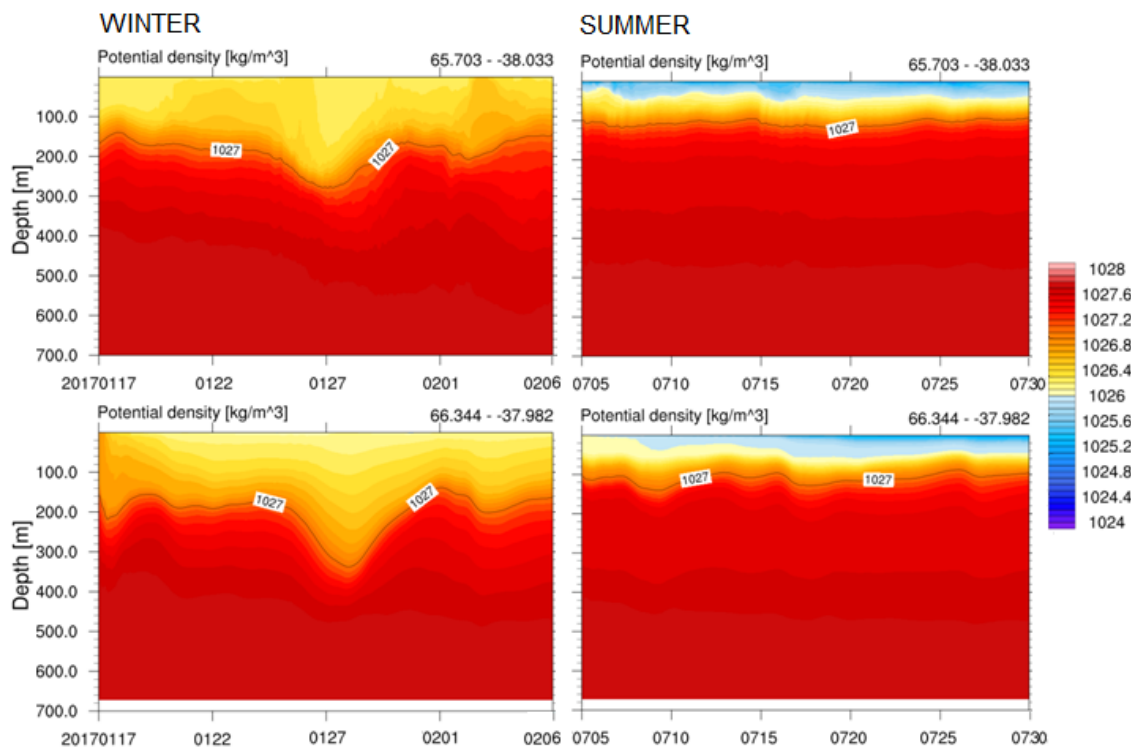 WINTER
SUMMER
Potential density [kg/m^3] 65.703 - -38.033
Potential density [kg/m^3] 65.703 - -38.033
Depth [m]
100.0
200.0
300.0
400.0
500.0
600.0
700.0
1027
1027
1027
20170117 0122 0127 0201 0206
0705 0710 0715 0720 0725 0730
Potential density [kg/m^3] 66.344 - -37.982
Potential density [kg/m^3] 66.344 - -37.982
Depth [m]
100.0
200.0
300.0
400.0
500.0
600.0
700.0
1027
1027
1027
1027
20170117 0122 0127 0201 0206
0705 0710 0715 0720 0725 0730
1028
1027.6
1027.2
1026.8
1026.4
1026
1025.6
1025.2
1024.8
1024.4
1024